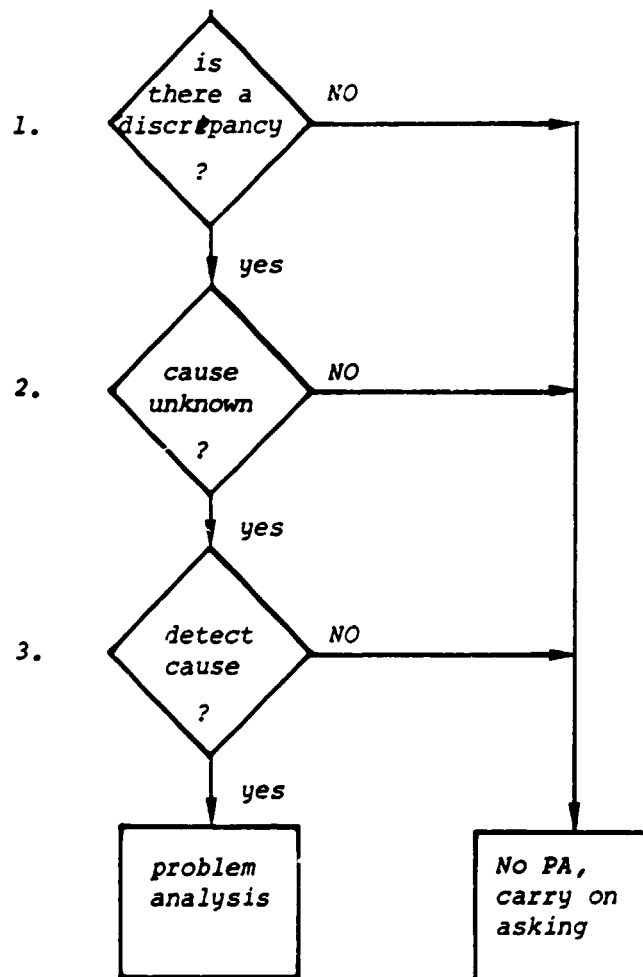 is
there a
1.
discrepancy
NO
?
yes
2.
cause
unknown
NO
?
yes
3.
detect
cause
NO
?
yes
problem
analysis
No PA,
carry on
asking